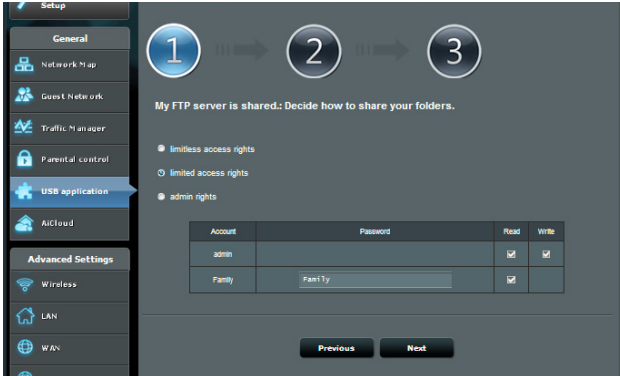 Setup
General
Network Map
Guest Network
Traffic Manager
Parental control
USB application
AiCloud
Advanced Settings
Wireless
LAN
WAN
1 2 3
My FTP server is shared.: Decide how to share your folders.
limitless access rights
limited access rights
admin rights
Account Password Read Write
admin
Family Family
Previous Next